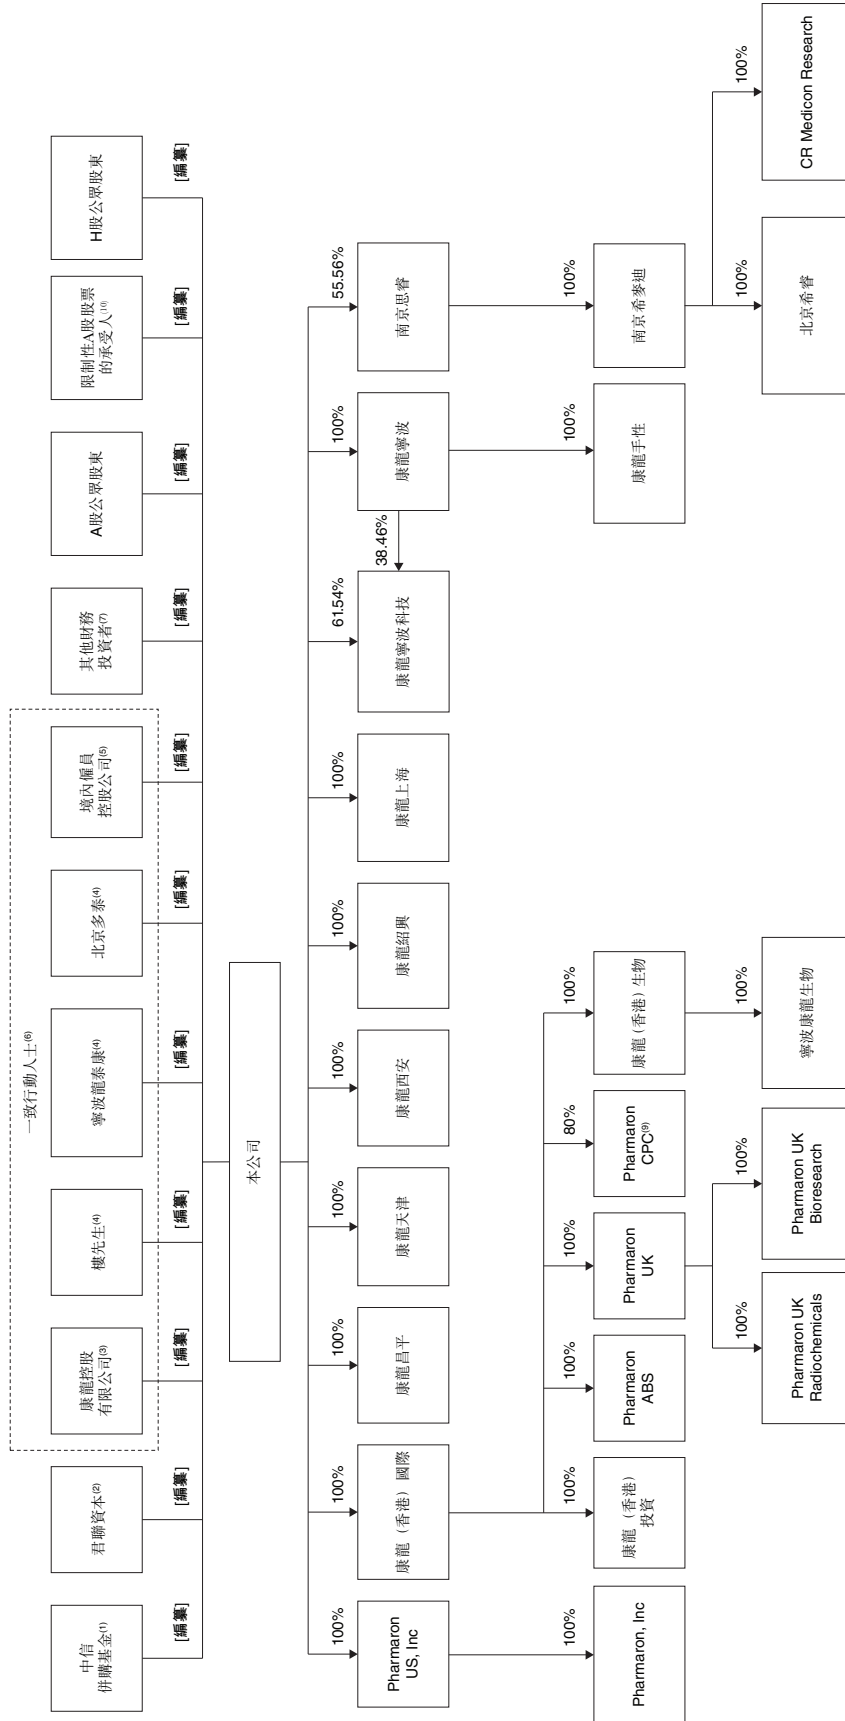 一致行動人士(6)
中信
併購基金(1)
君聯資本(2)
康龍控股
有限公司(3)
樓先生(4)
寧波龍泰康(4)
北京多泰(4)
境內僱員
控股公司(5)
其他財務
投資者(7)
A股公眾股東
限制性A股股票
的承受人(10)
H股公眾股東
[編纂]
[編纂]
[編纂]
[編纂]
[編纂]
[編纂]
[編纂]
[編纂]
[編纂]
[編纂]
[編纂]
本公司
100%
100%
100%
100%
100%
100%
100%
61.54%
100%
55.56%
Pharmaron
US, Inc
康龍（香港）國際
康龍昌平
康龍天津
康龍西安
康龍紹興
康龍上海
康龍寧波科技
38.46%
康龍寧波
南京思睿
100%
100%
100%
100%
80%
100%
100%
100%
Pharmaron, Inc
康龍（香港）
投資
Pharmaron
ABS
Pharmaron
UK
Pharmaron
CPC(9)
康龍（香港）生物
康龍手性
南京希麥迪
100%
100%
100%
100%
100%
Pharmaron UK
Radiochemicals
Pharmaron UK
Bioresearch
寧波康龍生物
北京希睿
CR Medicon Research